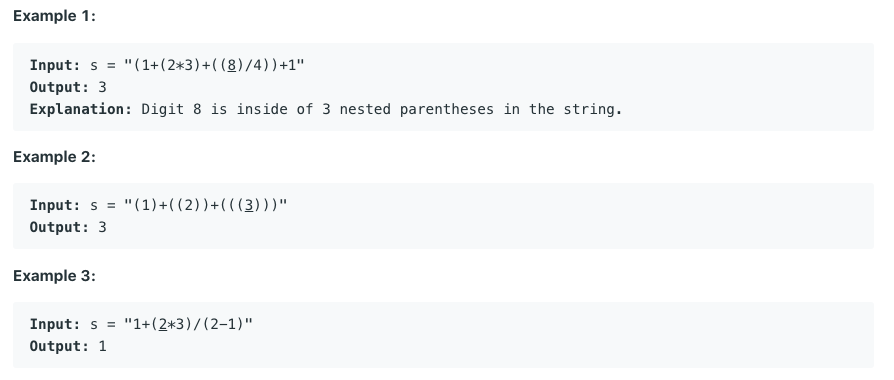 Example 1:
Input: s = "(1+(2*3)+((8)/4))+1"
Output: 3
Explanation: Digit 8 is inside of 3 nested parentheses in the string.
Example 2:
Input: s = "(1)+((2))+(((3)))"
Output: 3
Example 3:
Input: s = "1+(2*3)/(2-1)"
Output: 1